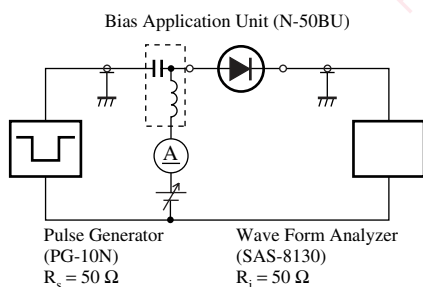 Bias Application Unit (N-50BU)
A
Pulse Generator
(PG-10N)
Rs = 50 Ω
Wave Form Analyzer
(SAS-8130)
Ri = 50 Ω